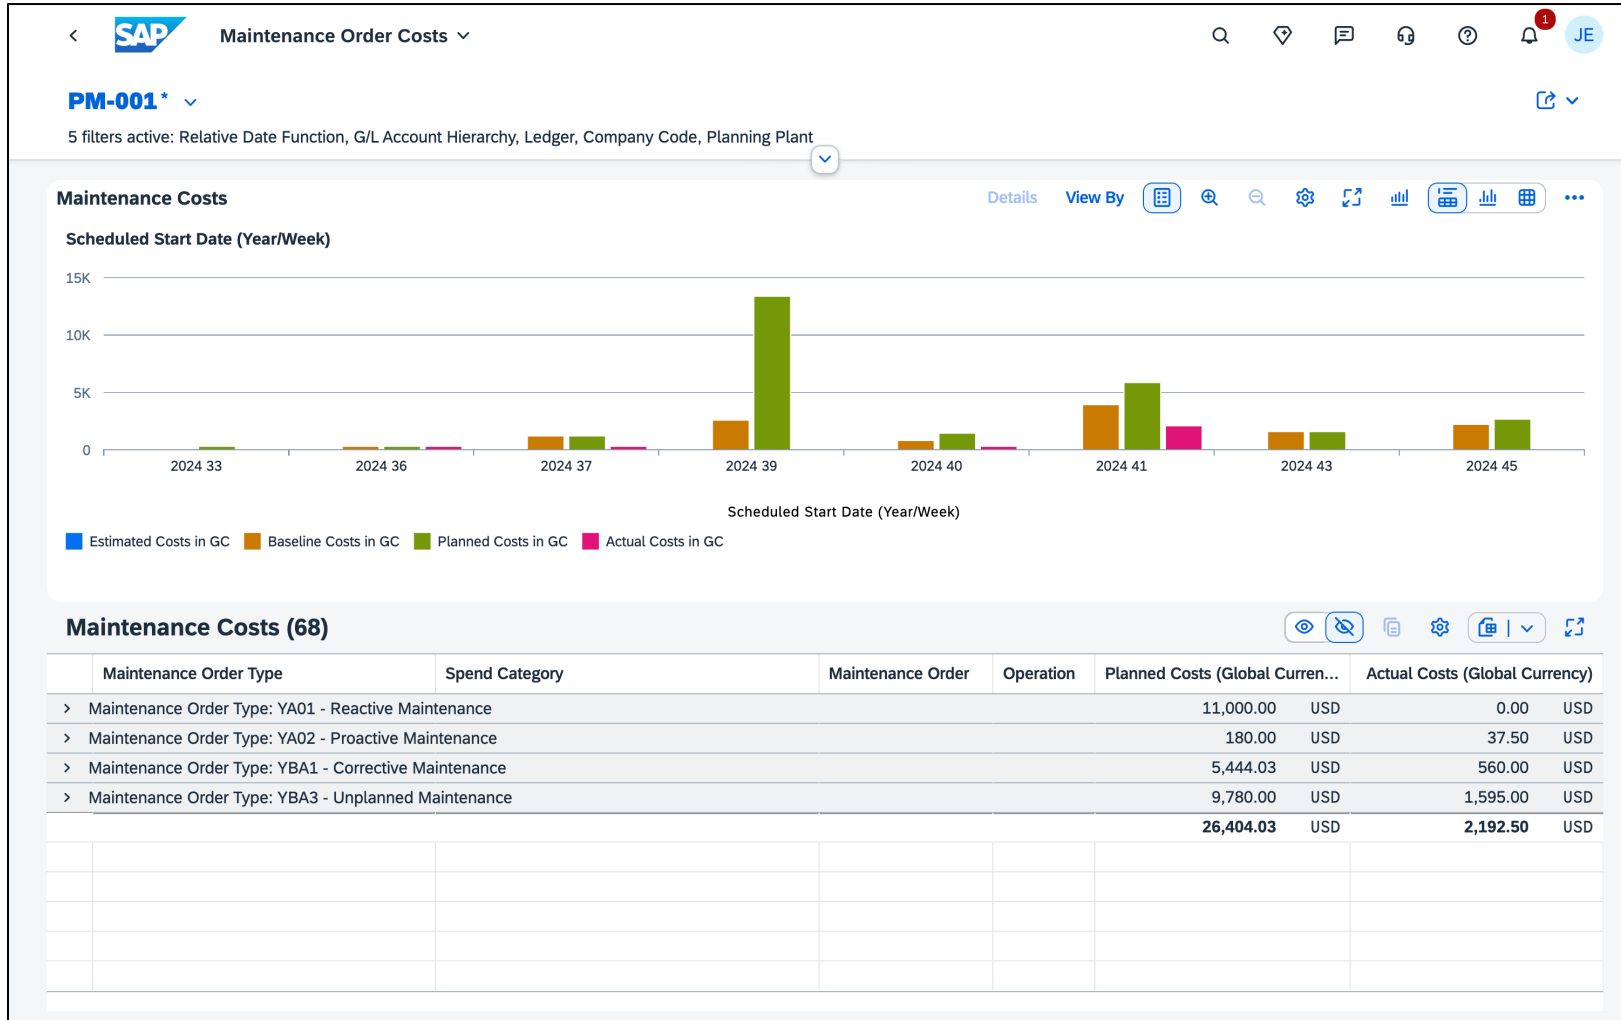 SAP Maintenance Order Costs 1 JE
PM-001*
5 filters active: Relative Date Function, G/L Account Hierarchy, Ledger, Company Code, Planning Plant
Maintenance Costs Details View By
Scheduled Start Date (Year/Week)
15K
10K
5K
0
2024 33 2024 36 2024 37 2024 39 2024 40 2024 41 2024 43 2024 45
Scheduled Start Date (Year/Week)
Estimated Costs in GC Baseline Costs in GC Planned Costs in GC Actual Costs in GC
Maintenance Costs (68)
Maintenance Order Type Spend Category Maintenance Order Operation Planned Costs (Global Curren... Actual Costs (Global Currency)
Maintenance Order Type: YA01 - Reactive Maintenance 11,000.00 USD 0.00 USD
Maintenance Order Type: YA02 - Proactive Maintenance 180.00 USD 37.50 USD
Maintenance Order Type: YBA1 - Corrective Maintenance 5,444.03 USD 560.00 USD
Maintenance Order Type: YBA3 - Unplanned Maintenance 9,780.00 USD 1,595.00 USD
26,404.03 USD 2,192.50 USD